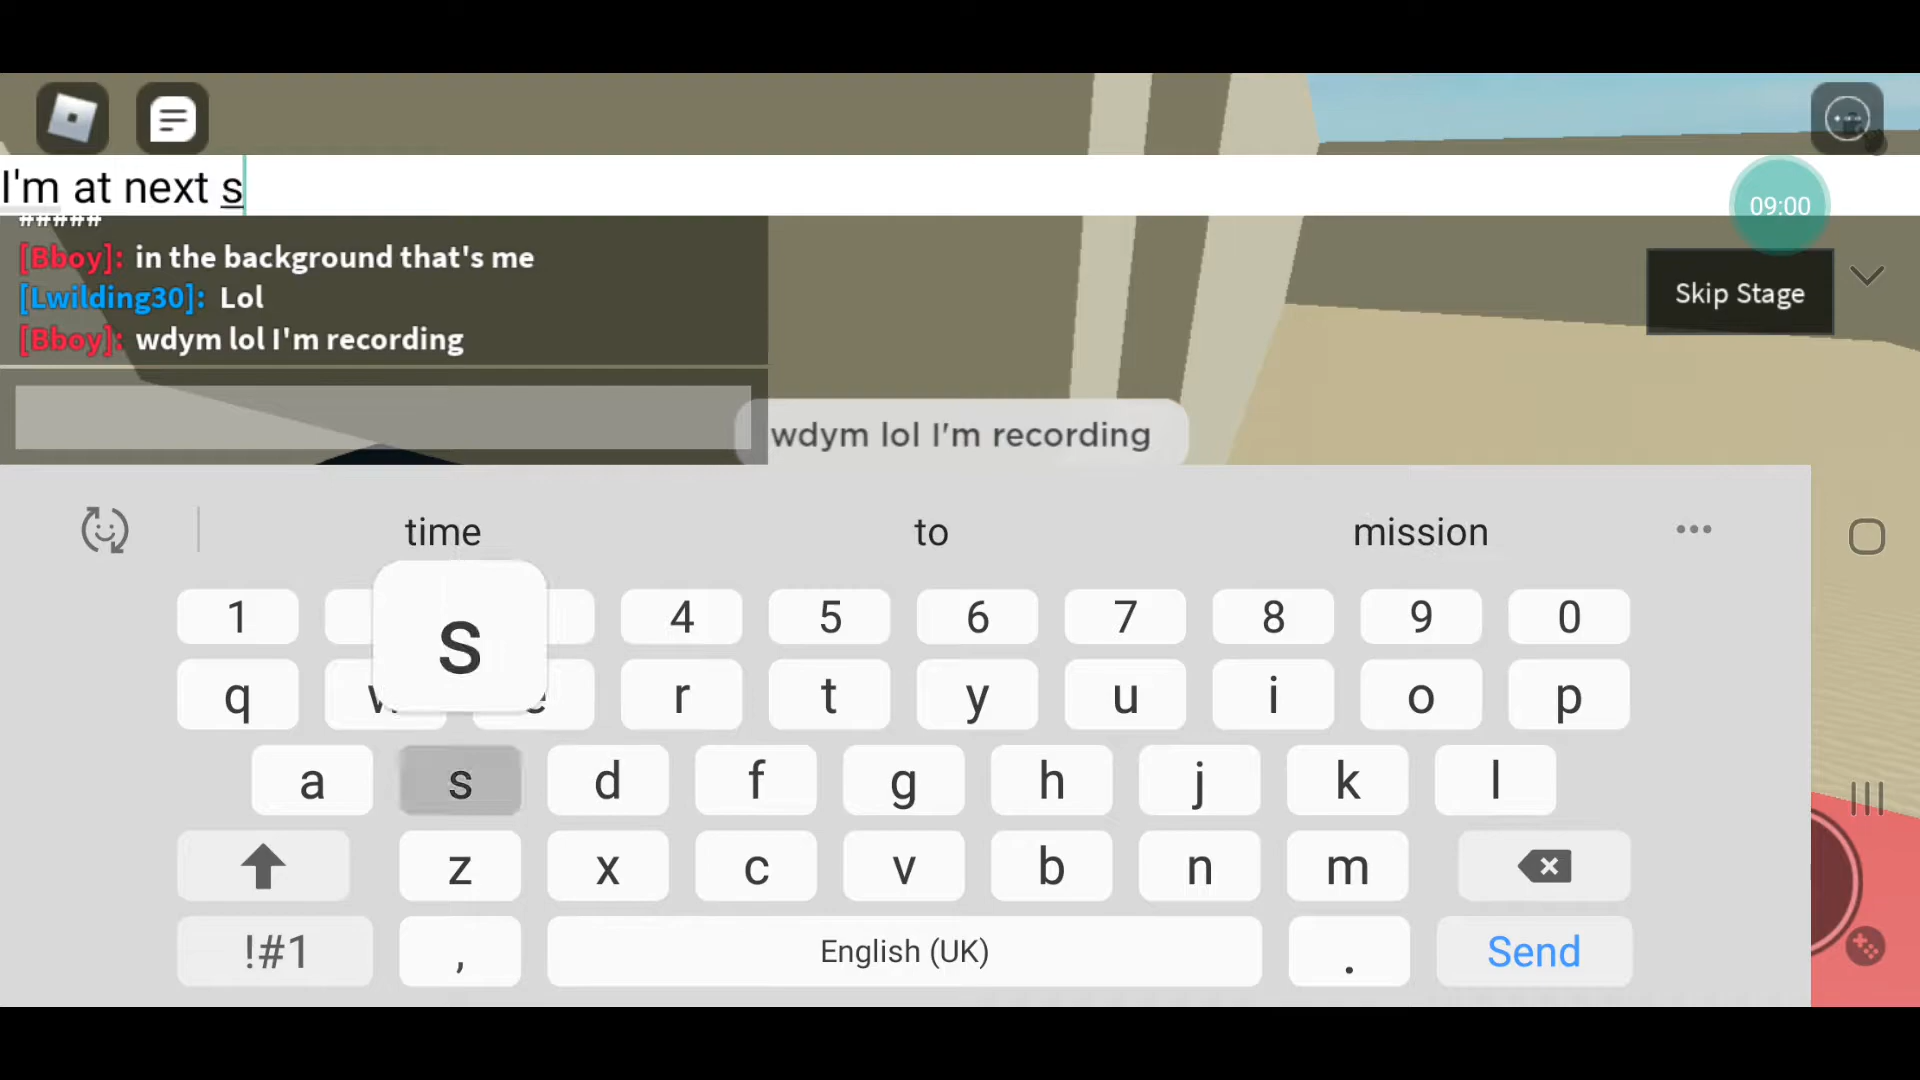 I'm at next s
#####
09:00
[Bboy]: in the background that's me
[Lwilding30]: Lol
Skip Stage
[Bboy]: wdym lol I'm recording
wdym lol I'm recording
time to mission
1 4 5 6 7 8 9 0
s
q w e r t y u i o p
a s d f g h j k l
z x c v b n m
!#1 , English (UK) . Send